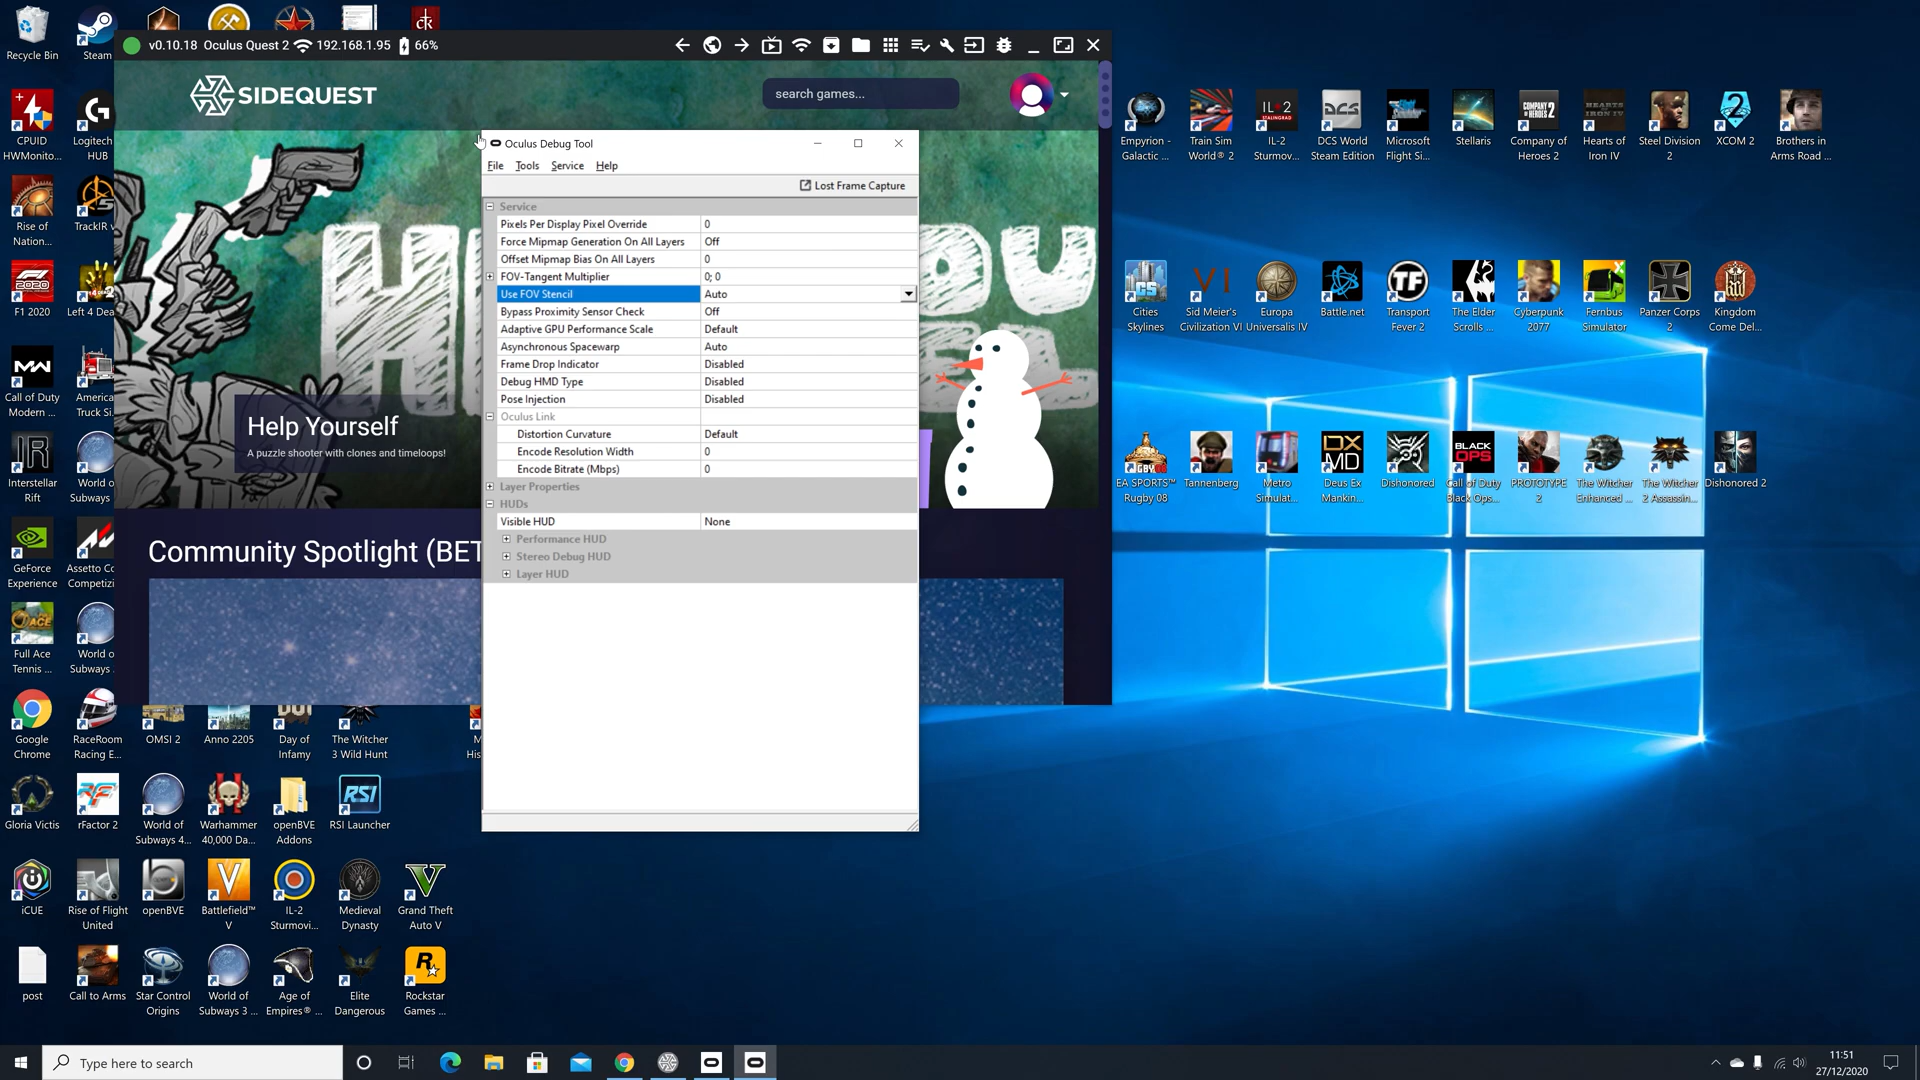 v0.10.18 Oculus Quest 2 192.168.1.95 66%
SIDEQUEST
search games...
Oculus Debug Tool
File Tools Service Help
Lost Frame Capture
Service
Pixels Per Display Pixel Override 0
Force Mipmap Generation On All Layers Off
Offset Mipmap Bias On All Layers 0
FOV-Tangent Multiplier 0; 0
Use FOV Stencil Auto
Bypass Proximity Sensor Check Off
Adaptive GPU Performance Scale Default
Asynchronous Spacewarp Auto
Frame Drop Indicator Disabled
Debug HMD Type Disabled
Pose Injection Disabled
Oculus Link
Distortion Curvature Default
Encode Resolution Width 0
Encode Bitrate (Mbps) 0
Layer Properties
HUDs
Visible HUD None
Performance HUD
Stereo Debug HUD
Layer HUD
Help Yourself
A puzzle shooter with clones and timeloops!
Community Spotlight (BET
Recycle Bin
Steam
CPUID
HWMonito...
Logitech
HUB
Rise of
Nation...
TrackIR v
F1 2020
Left 4 Dea
Call of Duty
Modern ...
America
Truck Si.
Interstellar
Rift
World o
Subways
GeForce
Experience
Assetto Co
Competizi
Full Ace
Tennis ...
World o
Subways
Google
Chrome
RaceRoom
Racing E...
OMSI 2
Anno 2205
Day of
Infamy
The Witcher
3 Wild Hunt
Gloria Victis
rFactor 2
World of
Subways 4...
Warhammer
40,000 Da...
openBVE
Addons
RSI
RSI Launcher
iCUE
Rise of Flight
United
openBVE
Battlefield™
V
IL-2
Sturmovi...
Medieval
Dynasty
Grand Theft
Auto V
post
Call to Arms
Star Control
Origins
World of
Subways 3 ...
Age of
Empires® ...
Elite
Dangerous
Rockstar
Games ...
Empyrion -
Galactic ...
Train Sim
World® 2
IL-2
Sturmov...
DCS World
Steam Edition
Microsoft
Flight Si...
Stellaris
Company of
Heroes 2
Hearts of
Iron IV
Steel Division
2
XCOM 2
Brothers in
Arms Road ...
Cities
Skylines
Sid Meier's
Civilization VI
Europa
Universalis IV
Battle.net
Transport
Fever 2
The Elder
Scrolls ...
Cyberpunk
2077
Fernbus
Simulator
Panzer Corps
2
Kingdom
Come Del...
EA SPORTS™
Rugby 08
Tannenberg
Metro
Simulat...
Deus Ex
Mankin...
Dishonored
Call of Duty
Black Ops...
PROTOTYPE
2
The Witcher
Enhanced ...
The Witcher
2 Assassin...
Dishonored 2
Type here to search
11:51
27/12/2020